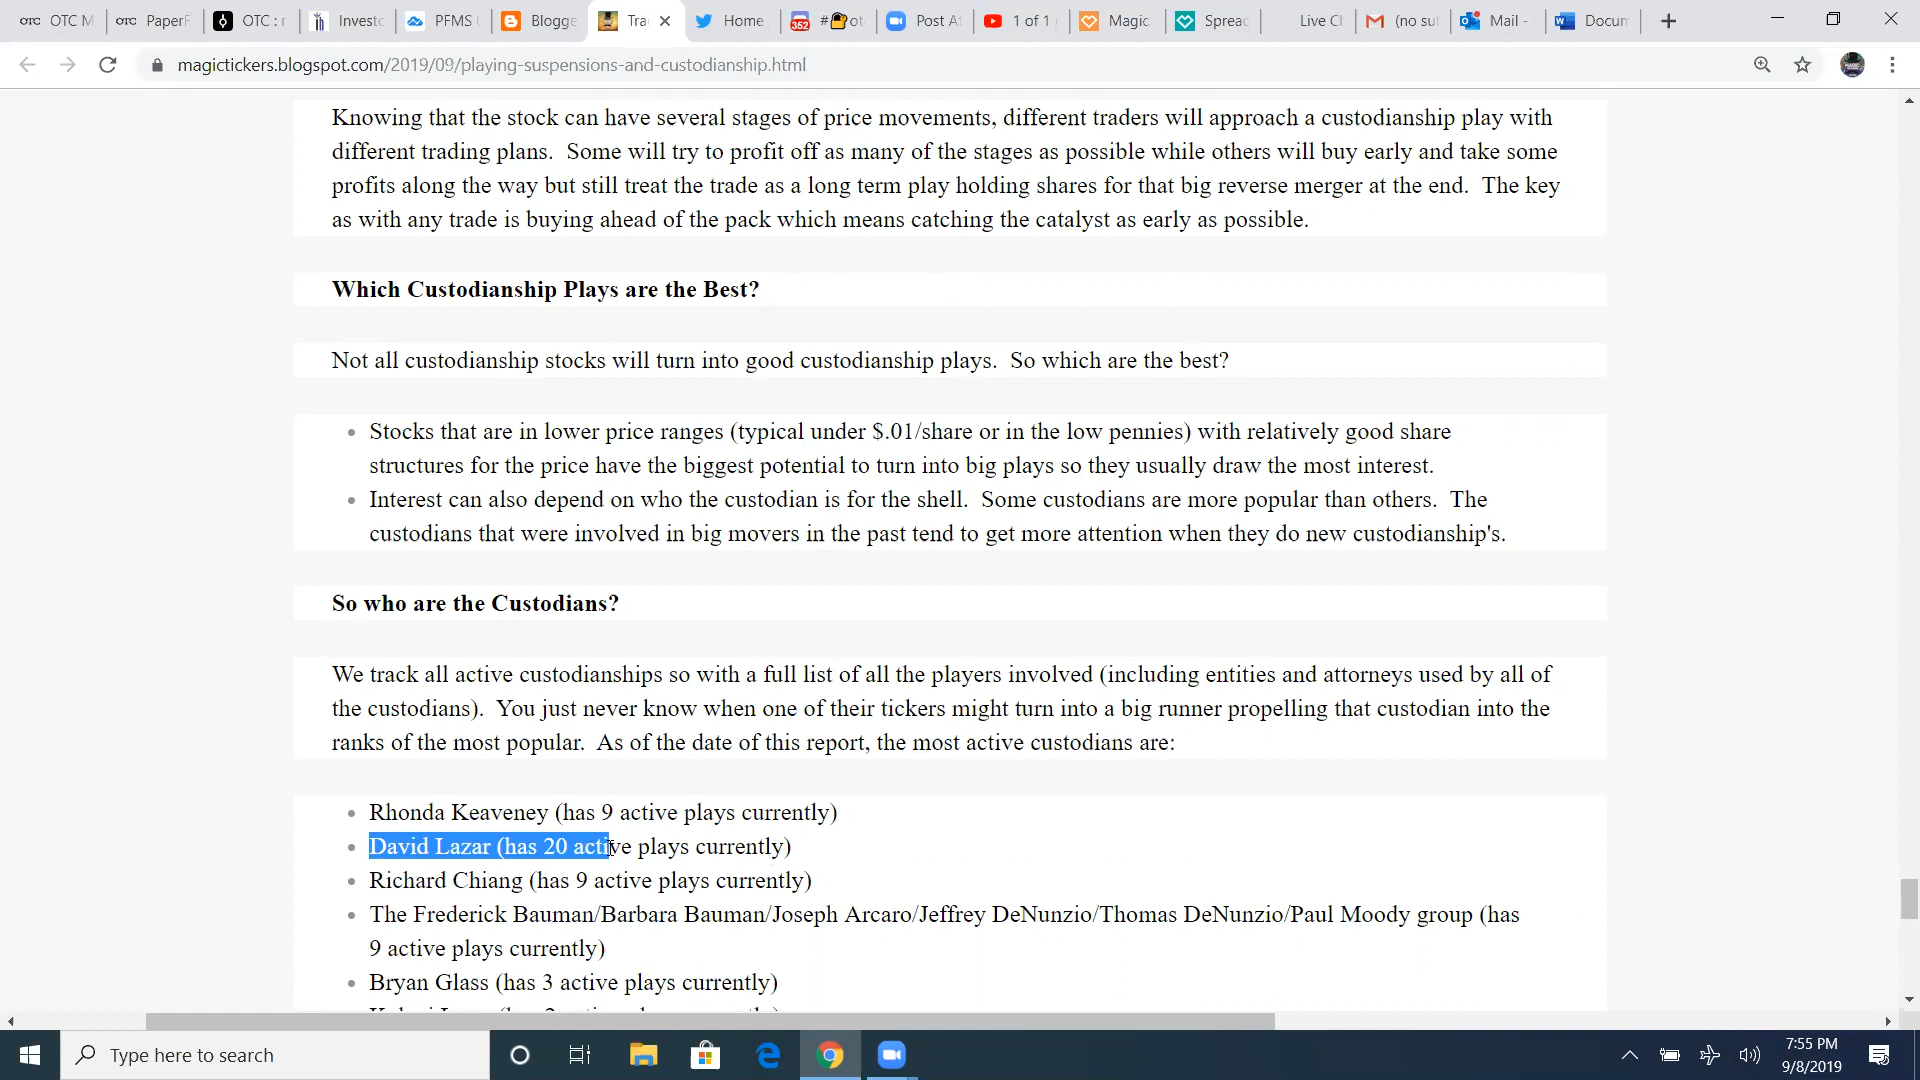 OTC M
PaperF
OTC : r
Investo
PFMS
Blogge
Tra
Home
352
# ote
Post A
1 of 1
Magic
Spreac
Live Ch
(no su
Mail -
Docum
magictickers.blogspot.com/2019/09/playing-suspensions-and-custodianship.html
Knowing that the stock can have several stages of price movements, different traders will approach a custodianship play with
different trading plans.  Some will try to profit off as many of the stages as possible while others will buy early and take some
profits along the way but still treat the trade as a long term play holding shares for that big reverse merger at the end.  The key
as with any trade is buying ahead of the pack which means catching the catalyst as early as possible.
Which Custodianship Plays are the Best?
Not all custodianship stocks will turn into good custodianship plays.  So which are the best?
Stocks that are in lower price ranges (typical under $.01/share or in the low pennies) with relatively good share
structures for the price have the biggest potential to turn into big plays so they usually draw the most interest.
Interest can also depend on who the custodian is for the shell.  Some custodians are more popular than others.  The
custodians that were involved in big movers in the past tend to get more attention when they do new custodianship's.
So who are the Custodians?
We track all active custodianships so with a full list of all the players involved (including entities and attorneys used by all of
the custodians).  You just never know when one of their tickers might turn into a big runner propelling that custodian into the
ranks of the most popular.  As of the date of this report, the most active custodians are:
Rhonda Keaveney (has 9 active plays currently)
David Lazar (has 20 active plays currently)
Richard Chiang (has 9 active plays currently)
The Frederick Bauman/Barbara Bauman/Joseph Arcaro/Jeffrey DeNunzio/Thomas DeNunzio/Paul Moody group (has
9 active plays currently)
Bryan Glass (has 3 active plays currently)
Type here to search
7:55 PM
9/8/2019